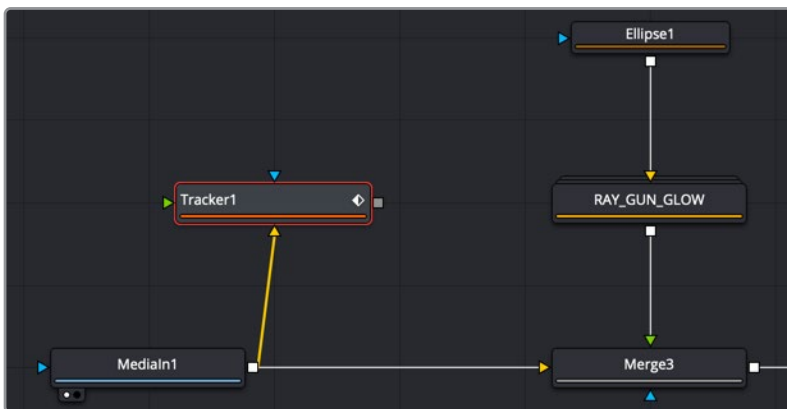 Ellipse1
Tracker1
RAY_GUN_GLOW
MediaIn1
Merge3